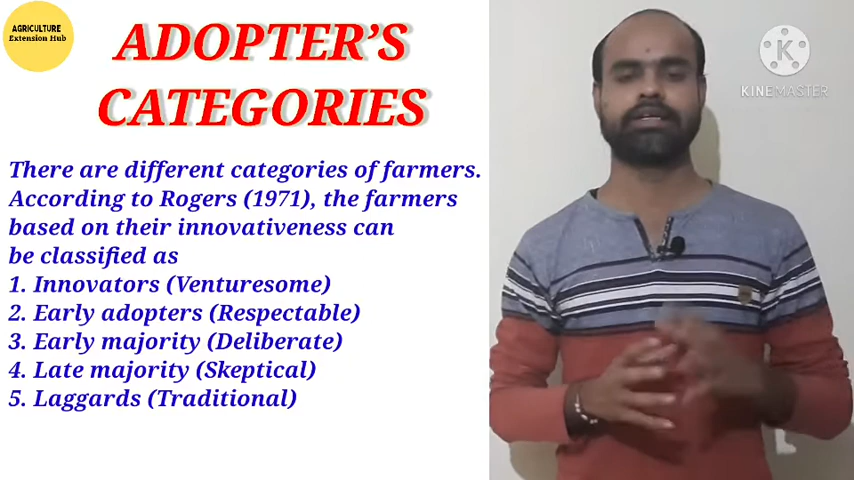 AGRICULTURE
Extension Hub
ADOPTER'S
CATEGORIES
There are different categories of farmers.
According to Rogers (1971), the farmers
based on their innovativeness can
be classified as
1. Innovators (Venturesome)
2. Early adopters (Respectable)
3. Early majority (Deliberate)
4. Late majority (Skeptical)
5. Laggards (Traditional)
K
KINEMASTER